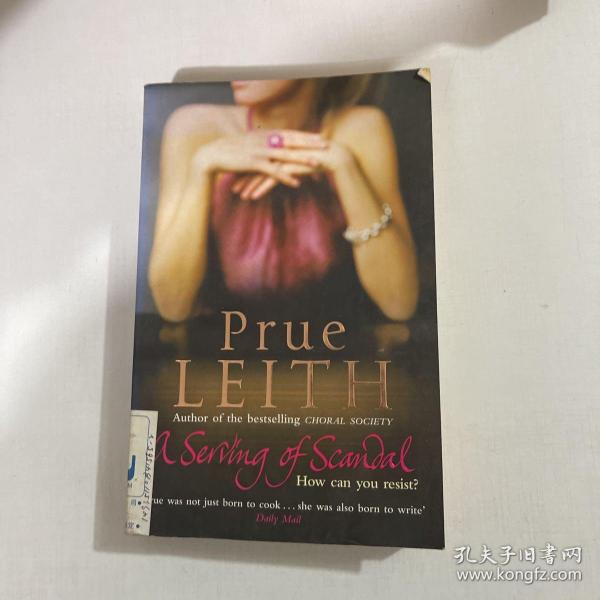 Prue
LEITH
Author of the bestselling CHORAL SOCIETY
A Serving of Scandal
How can you resist?
ue was not just born to cook . . . she was also born to write’
Daily Mail
孔夫子旧书网
www.kongfz.com